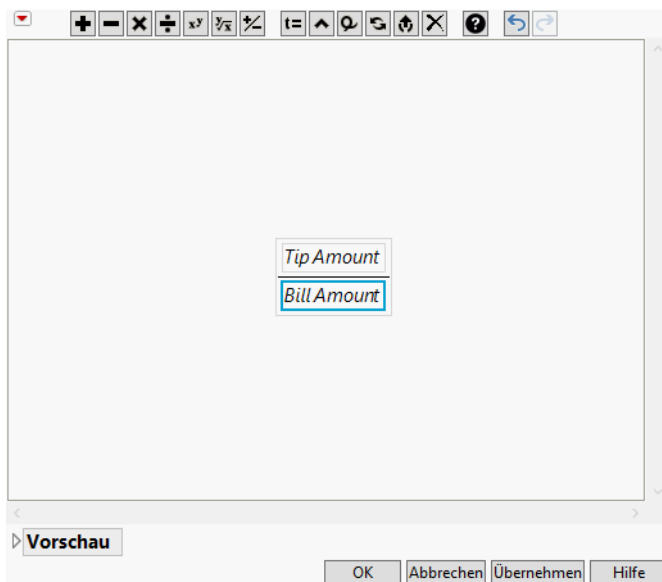 x^y y√x +/- t= ?
Tip Amount
Bill Amount
Vorschau
OK Abbrechen Übernehmen Hilfe